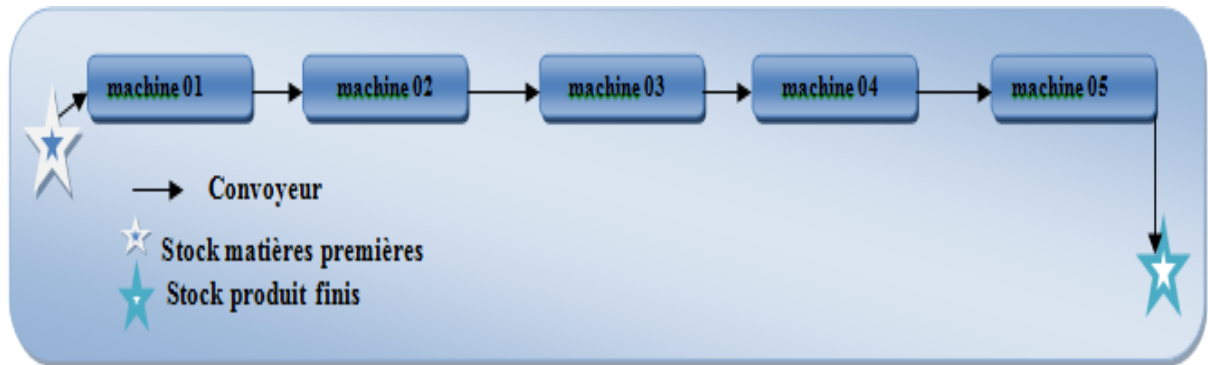 machine 01
machine 02
machine 03
machine 04
machine 05
Convoyeur
Stock matières premières
Stock produit finis